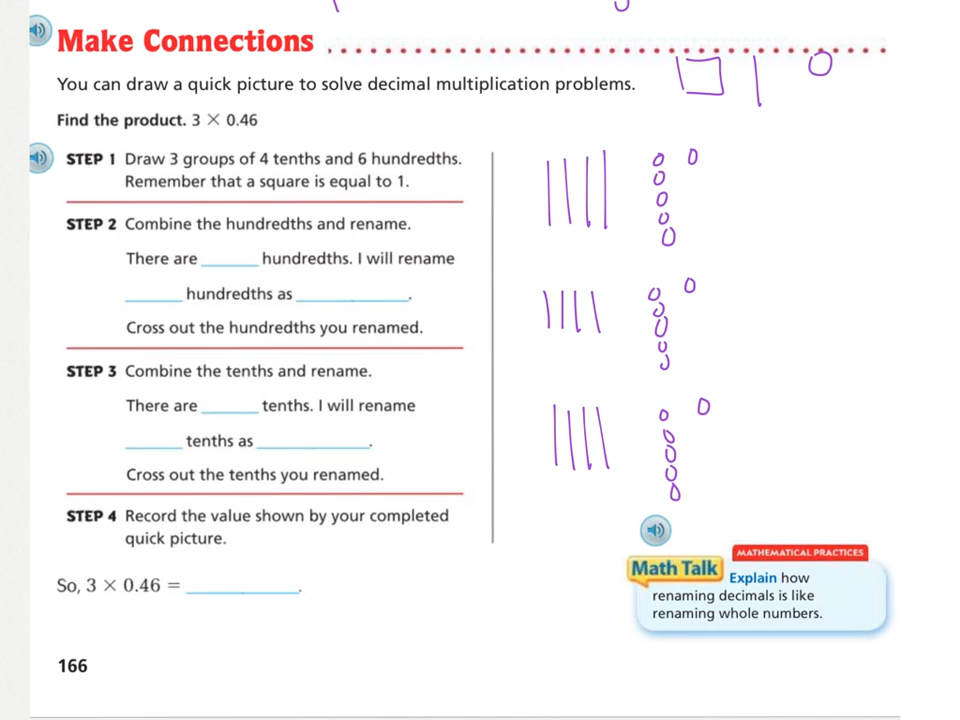 Make Connections
You can draw a quick picture to solve decimal multiplication problems.
Find the product. 3 × 0.46
STEP 1 Draw 3 groups of 4 tenths and 6 hundredths.
Remember that a square is equal to 1.
STEP 2 Combine the hundredths and rename.
There are ______ hundredths. I will rename
______ hundredths as ____________.
Cross out the hundredths you renamed.
STEP 3 Combine the tenths and rename.
There are ______ tenths. I will rename
______ tenths as ____________.
Cross out the tenths you renamed.
STEP 4 Record the value shown by your completed
quick picture.
So, 3 × 0.46 = ____________.
MATHEMATICAL PRACTICES
Math Talk
Explain how
renaming decimals is like
renaming whole numbers.
166